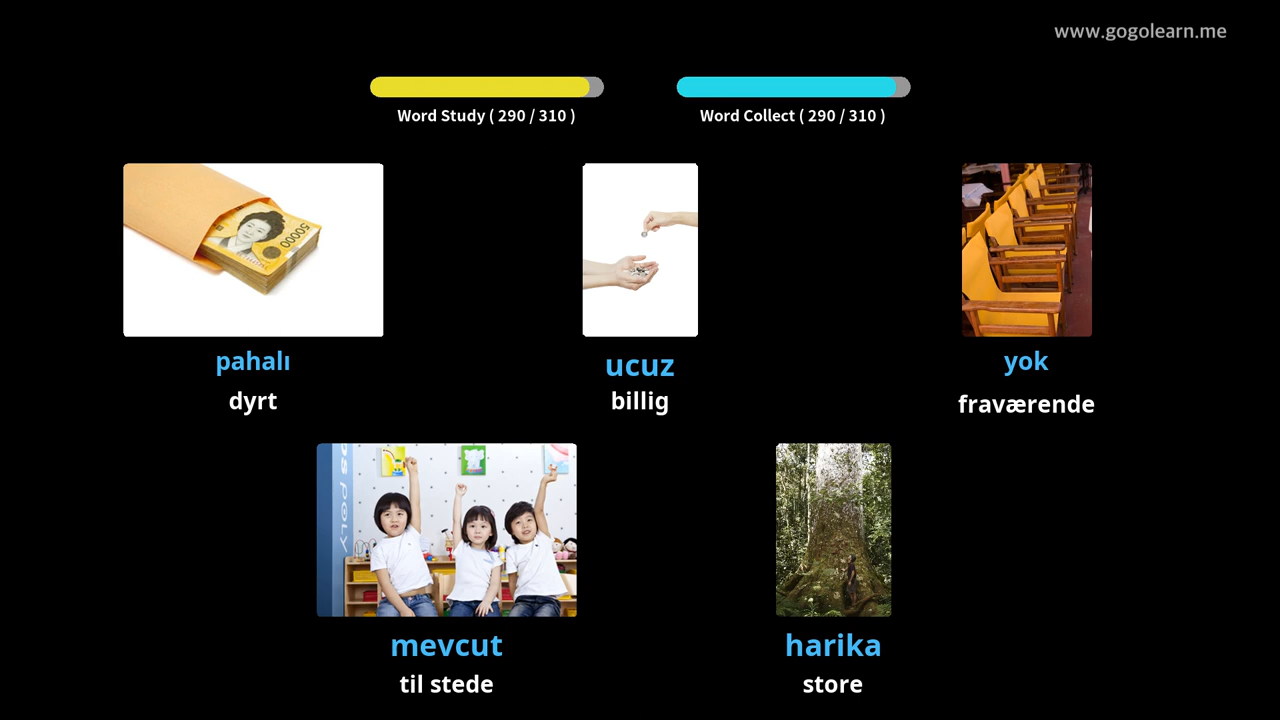 www.gogolearn.me
Word Study ( 290 / 310 )
Word Collect ( 290 / 310 )
50000
pahalı
dyrt
ucuz
billig
yok
fraværende
mevcut
til stede
harika
store